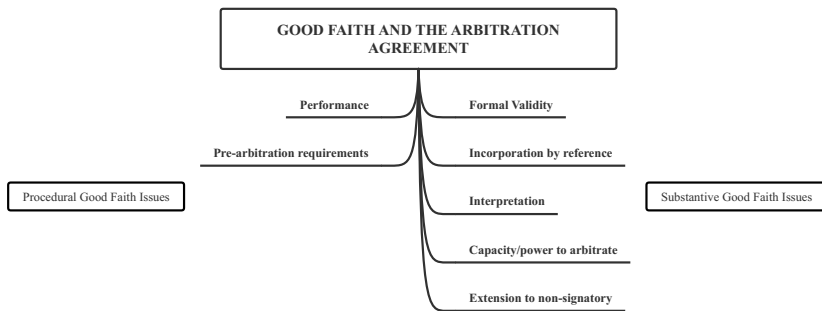 GOOD FAITH AND THE ARBITRATION
AGREEMENT
Performance
Formal Validity
Pre-arbitration requirements
Incorporation by reference
Procedural Good Faith Issues
Substantive Good Faith Issues
Interpretation
Capacity/power to arbitrate
Extension to non-signatory